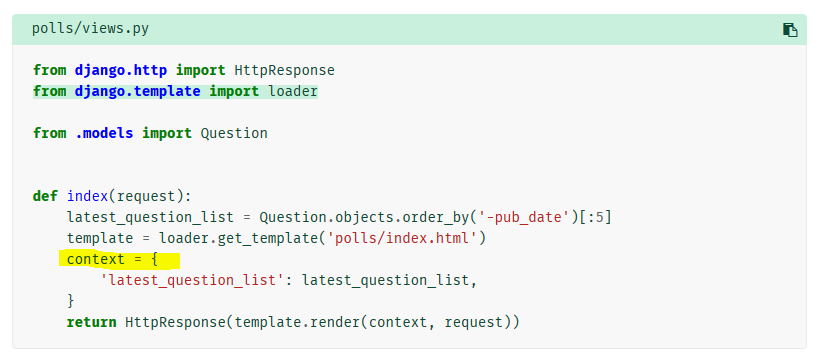 polls/views.py
from django.http import HttpResponse
from django.template import loader
from .models import Question
def index(request):
    latest_question_list = Question.objects.order_by('-pub_date')[:5]
    template = loader.get_template('polls/index.html')
    context = {
        'latest_question_list': latest_question_list,
    }
    return HttpResponse(template.render(context, request))